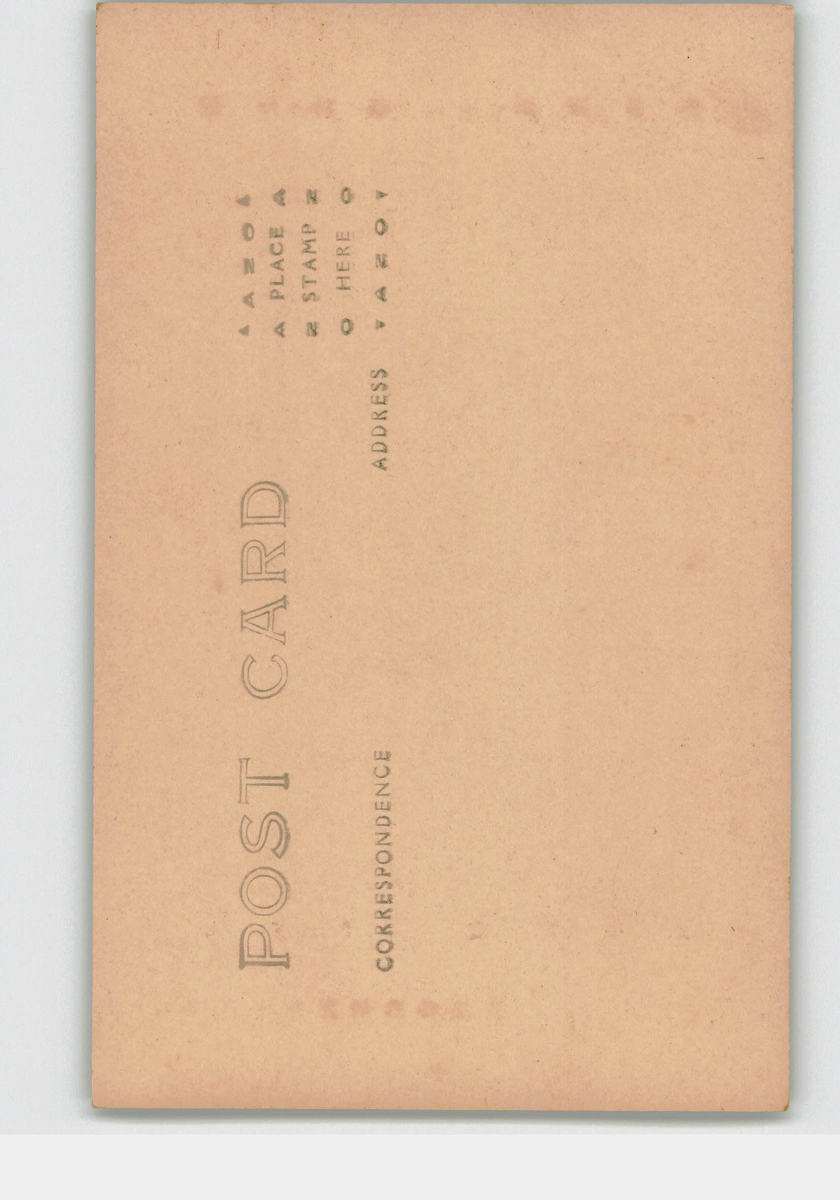 POST CARD
▲ A Z O ▲
A PLACE A
Z STAMP Z
O HERE O
▼ A Z O ▼
CORRESPONDENCE
ADDRESS